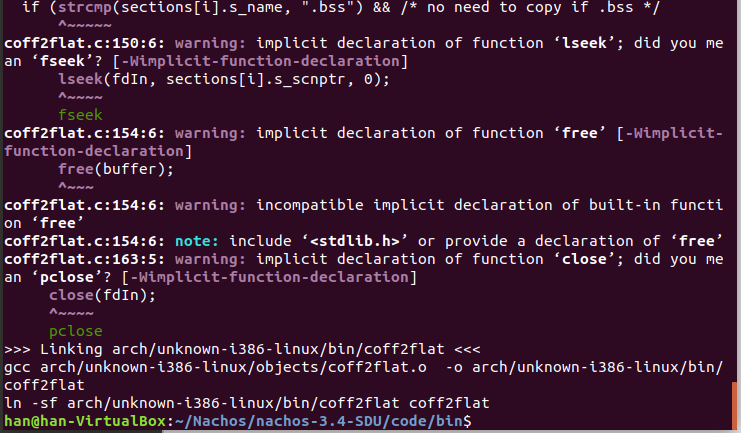 if (strcmp(sections[i].s_name, ".bss") && /* no need to copy if .bss */
^~~~~~
coff2flat.c:150:6: warning: implicit declaration of function ‘lseek’; did you me
an ‘fseek’? [-Wimplicit-function-declaration]
lseek(fdIn, sections[i].s_scnptr, 0);
^~~~~
fseek
coff2flat.c:154:6: warning: implicit declaration of function ‘free’ [-Wimplicit-
function-declaration]
free(buffer);
^~~~
coff2flat.c:154:6: warning: incompatible implicit declaration of built-in functi
on ‘free’
coff2flat.c:154:6: note: include ‘<stdlib.h>’ or provide a declaration of ‘free’
coff2flat.c:163:5: warning: implicit declaration of function ‘close’; did you me
an ‘pclose’? [-Wimplicit-function-declaration]
close(fdIn);
^~~~~
pclose
>>> Linking arch/unknown-i386-linux/bin/coff2flat <<<
gcc arch/unknown-i386-linux/objects/coff2flat.o  -o arch/unknown-i386-linux/bin/
coff2flat
ln -sf arch/unknown-i386-linux/bin/coff2flat coff2flat
han@han-VirtualBox:~/Nachos/nachos-3.4-SDU/code/bin$